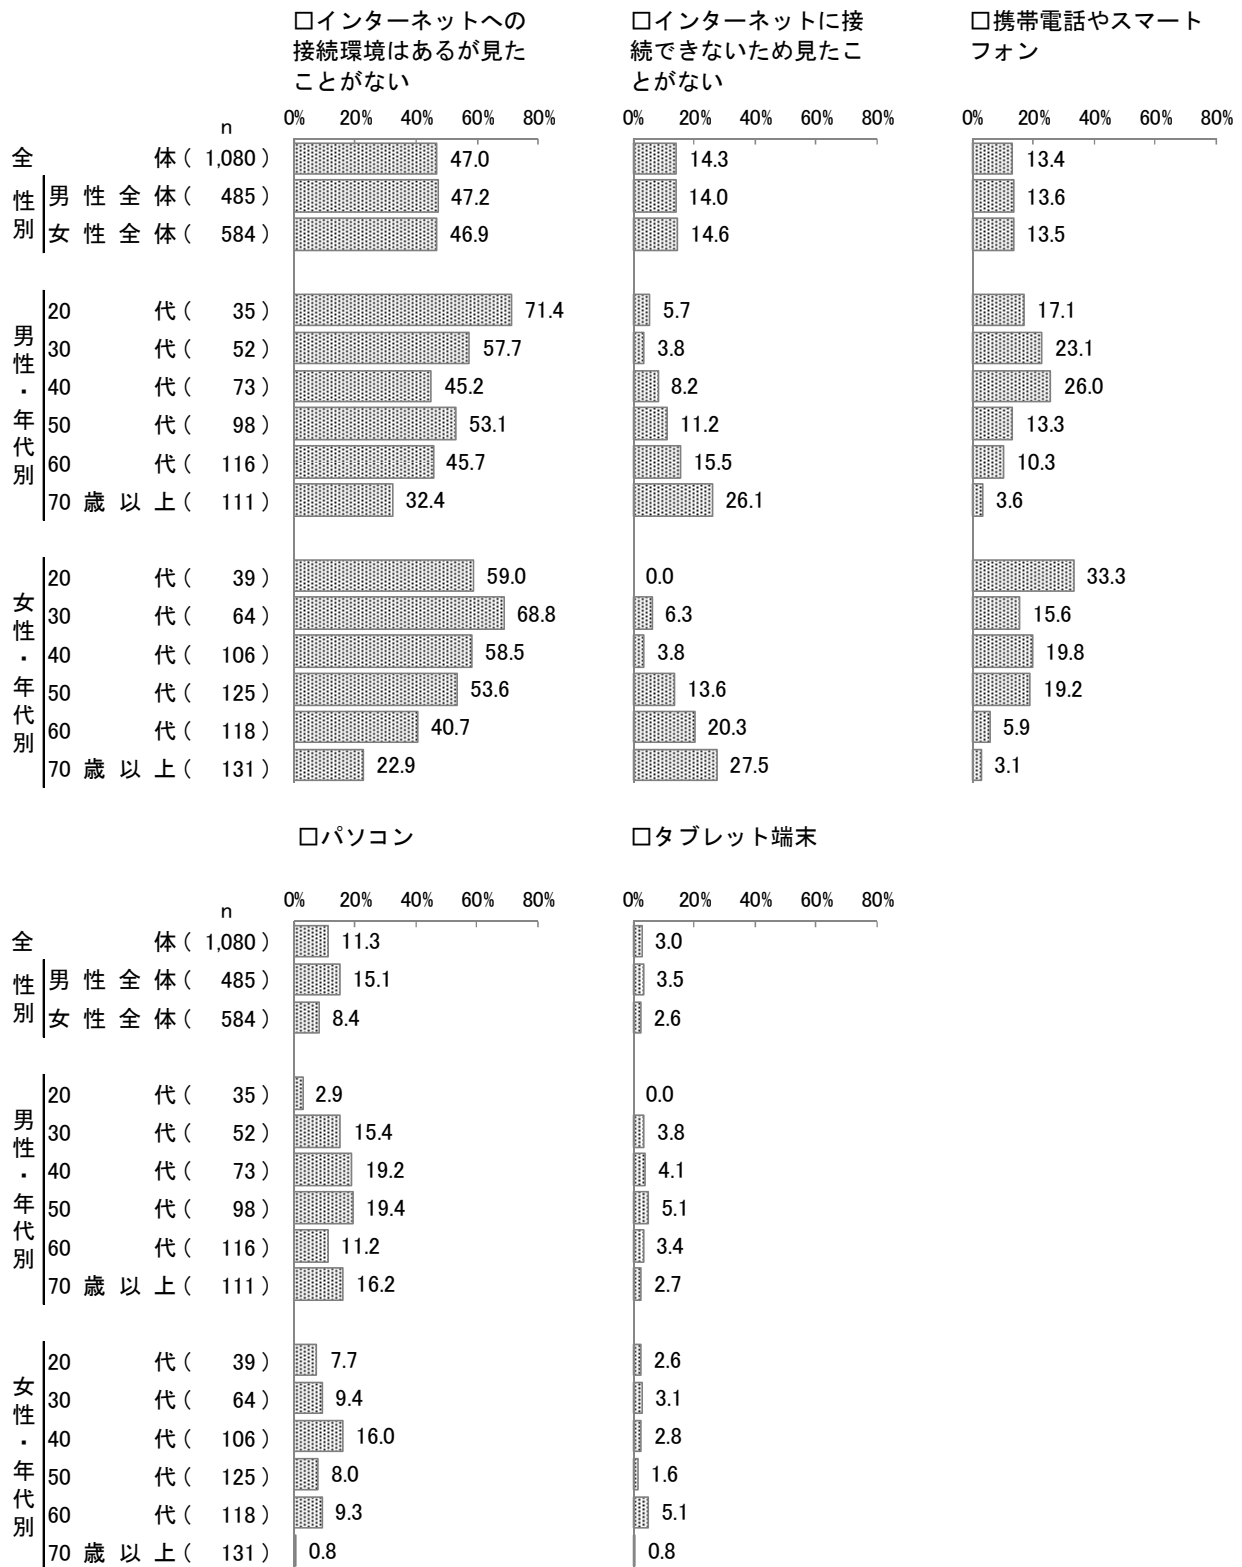 □インターネットへの
接続環境はあるが見た
ことがない
□インターネットに接
続できないため見たこ
とがない
□携帯電話やスマート
フォン
0% 20% 40% 60% 80% 0% 20% 40% 60% 80% 0% 20% 40% 60% 80%
n
全 体 ( 1,080 ) 47.0 14.3 13.4
性別
男性全体 ( 485 ) 47.2 14.0 13.6
女性全体 ( 584 ) 46.9 14.6 13.5
男性・年代別
20 代 ( 35 ) 71.4 5.7 17.1
30 代 ( 52 ) 57.7 3.8 23.1
40 代 ( 73 ) 45.2 8.2 26.0
50 代 ( 98 ) 53.1 11.2 13.3
60 代 ( 116 ) 45.7 15.5 10.3
70 歳以上 ( 111 ) 32.4 26.1 3.6
女性・年代別
20 代 ( 39 ) 59.0 0.0 33.3
30 代 ( 64 ) 68.8 6.3 15.6
40 代 ( 106 ) 58.5 3.8 19.8
50 代 ( 125 ) 53.6 13.6 19.2
60 代 ( 118 ) 40.7 20.3 5.9
70 歳以上 ( 131 ) 22.9 27.5 3.1
□パソコン
□タブレット端末
0% 20% 40% 60% 80% 0% 20% 40% 60% 80%
n
全 体 ( 1,080 ) 11.3 3.0
性別
男性全体 ( 485 ) 15.1 3.5
女性全体 ( 584 ) 8.4 2.6
男性・年代別
20 代 ( 35 ) 2.9 0.0
30 代 ( 52 ) 15.4 3.8
40 代 ( 73 ) 19.2 4.1
50 代 ( 98 ) 19.4 5.1
60 代 ( 116 ) 11.2 3.4
70 歳以上 ( 111 ) 16.2 2.7
女性・年代別
20 代 ( 39 ) 7.7 2.6
30 代 ( 64 ) 9.4 3.1
40 代 ( 106 ) 16.0 2.8
50 代 ( 125 ) 8.0 1.6
60 代 ( 118 ) 9.3 5.1
70 歳以上 ( 131 ) 0.8 0.8